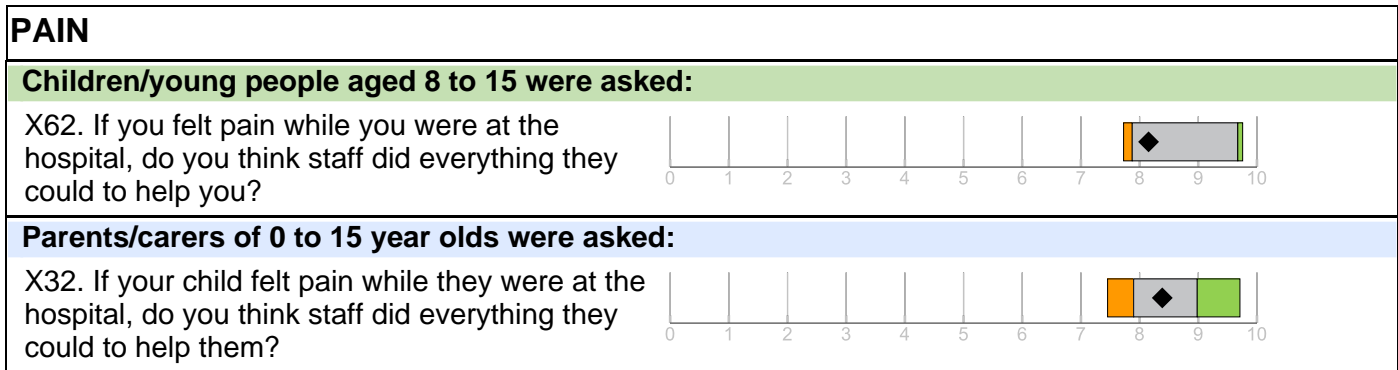 PAIN
Children/young people aged 8 to 15 were asked:
X62. If you felt pain while you were at the
hospital, do you think staff did everything they
could to help you?
0 1 2 3 4 5 6 7 8 9 10
Parents/carers of 0 to 15 year olds were asked:
X32. If your child felt pain while they were at the
hospital, do you think staff did everything they
could to help them?
0 1 2 3 4 5 6 7 8 9 10